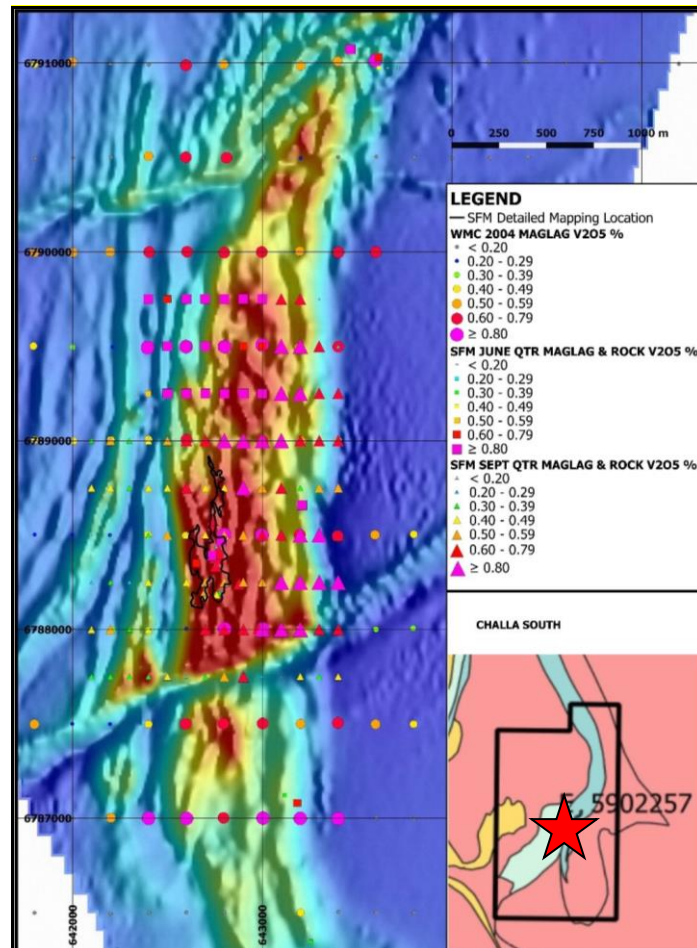 6791000
0 250 500 750 1000 m
LEGEND
SFM Detailed Mapping Location
WMC 2004 MAGLAG V2O5 %
< 0.20
0.20 - 0.29
0.30 - 0.39
0.40 - 0.49
0.50 - 0.59
0.60 - 0.79
≥ 0.80
SFM JUNE QTR MAGLAG & ROCK V2O5 %
< 0.20
0.20 - 0.29
0.30 - 0.39
0.40 - 0.49
0.50 - 0.59
0.60 - 0.79
≥ 0.80
SFM SEPT QTR MAGLAG & ROCK V2O5 %
< 0.20
0.20 - 0.29
0.30 - 0.39
0.40 - 0.49
0.50 - 0.59
0.60 - 0.79
≥ 0.80
6790000
6789000
6788000
6787000
642000
643000
CHALLA SOUTH
5902257